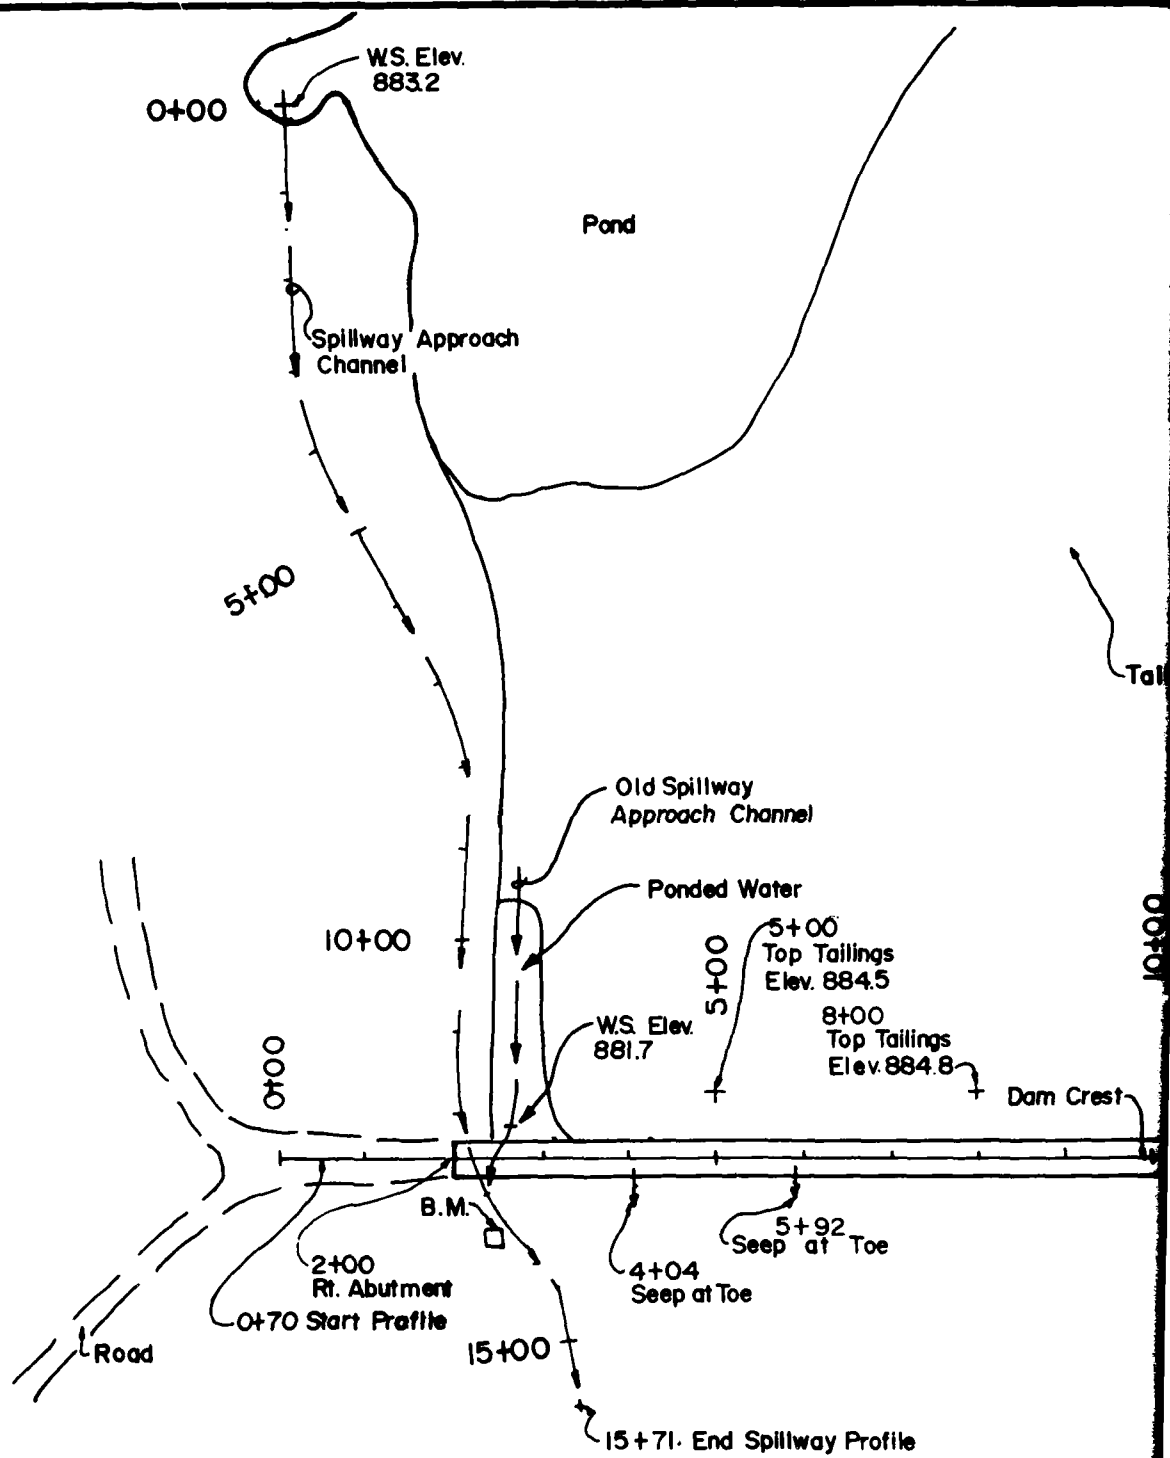 W.S. Elev.
883.2
0+00
Pond
Spillway Approach
Channel
5+00
Tail
Old Spillway
Approach Channel
Ponded Water
10+00
5+00
5+00
Top Tailings
Elev. 884.5
10+00
8+00
Top Tailings
Elev. 884.8
W.S. Elev.
881.7
0+00
Dam Crest
B.M.
2+00
Rt. Abutment
0+70 Start Profile
5+92
Seep at Toe
4+04
Seep at Toe
Road
15+00
15+71. End Spillway Profile